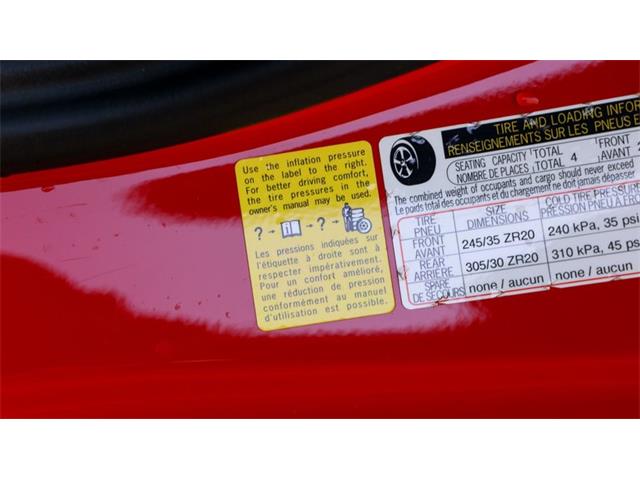 Use the inflation pressure
on the label to the right.
For better driving comfort,
the tire pressures in the
owner's manual may be used.
? → i → ? →
Les pressions indiquées sur
l'étiquette à droite sont à
respecter impérativement.
Pour un confort amélioré,
une réduction de pression
conformément au manuel
d'utilisation est possible.
TIRE AND LOADING INFOR
RENSEIGNEMENTS SUR LES PNEUS E
SEATING CAPACITY TOTAL 4 FRONT 2
NOMBRE DE PLACES TOTAL AVANT
The combined weight of occupants and cargo should never exceed
Le poids total des occupants et du chargement ne doit jamais dépasser
TIRE SIZE COLD TIRE PRESSURE
PNEU DIMENSIONS PRESSION PNEU À FR
FRONT AVANT 245/35 ZR20 240 kPa, 35 psi
REAR ARRIÈRE 305/30 ZR20 310 kPa, 45 psi
SPARE DE SECOURS none / aucun none / aucun